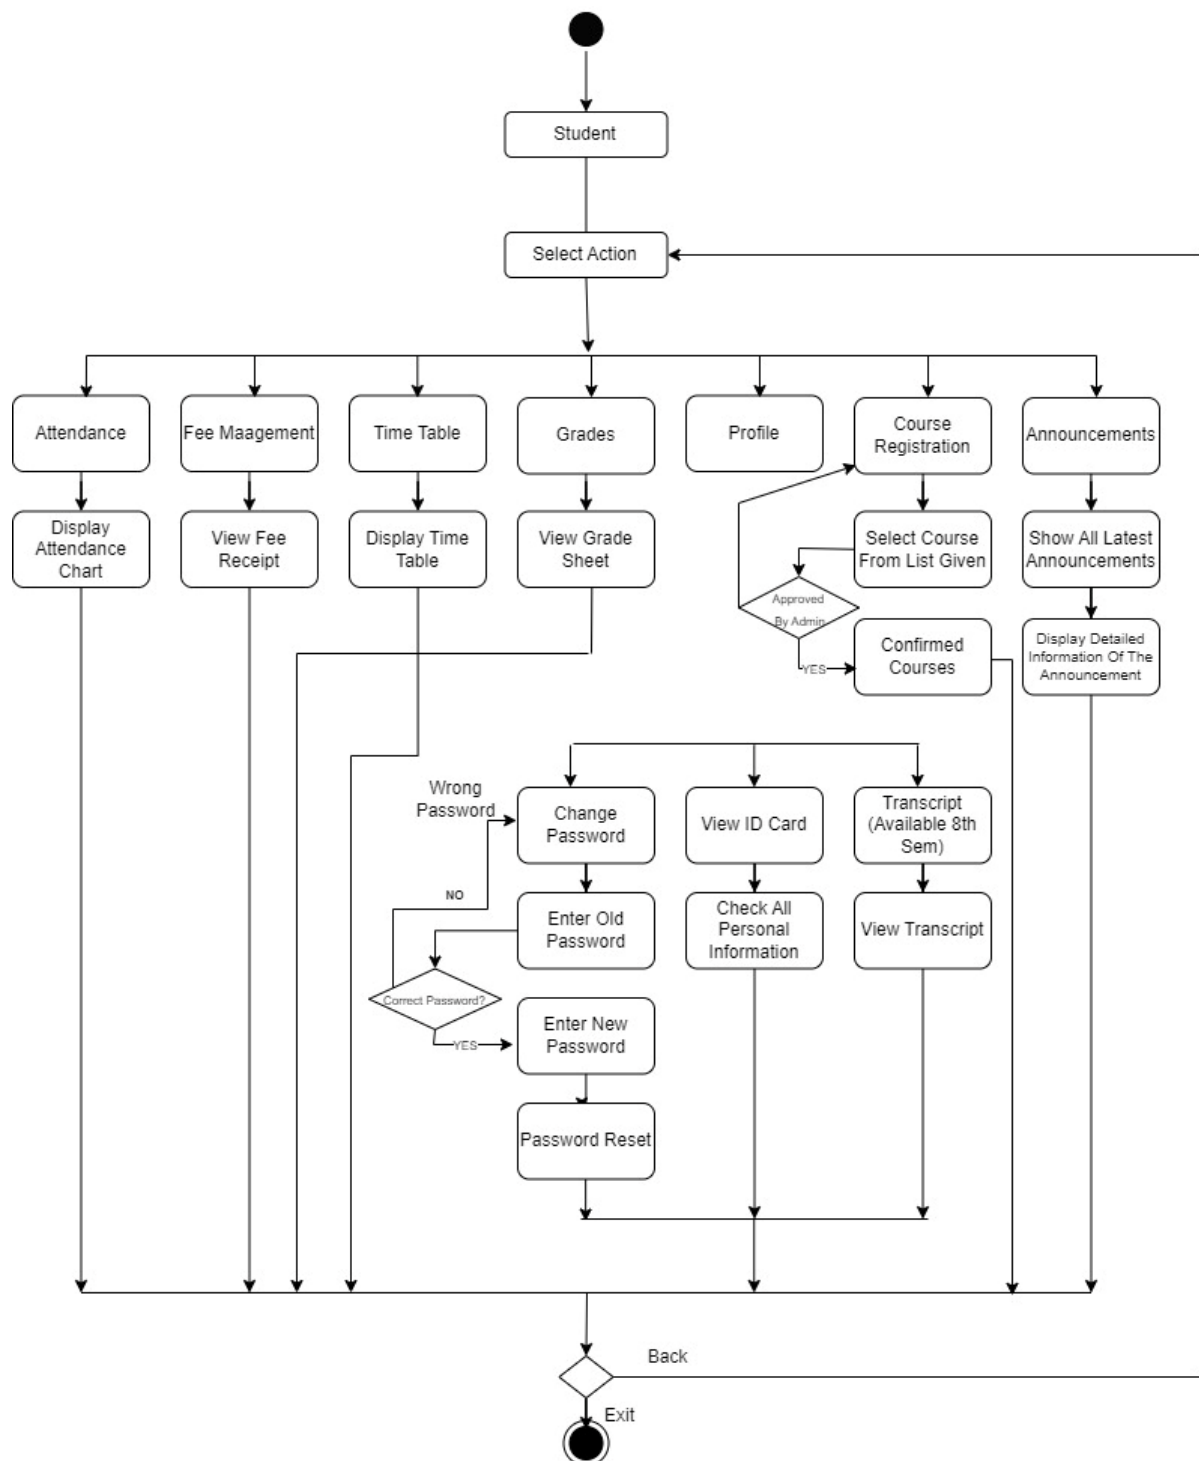 Student
Select Action
Attendance
Fee Maagement
Time Table
Grades
Profile
Course
Registration
Announcements
Display
Attendance
Chart
View Fee
Receipt
Display Time
Table
View Grade
Sheet
Select Course
From List Given
Show All Latest
Announcements
Approved
By Admin
YES
Confirmed
Courses
Display Detailed
Information Of The
Announcement
Wrong
Password
Change
Password
View ID Card
Transcript
(Available 8th
Sem)
NO
Enter Old
Password
Check All
Personal
Information
View Transcript
Correct Password?
YES
Enter New
Password
Password Reset
Back
Exit